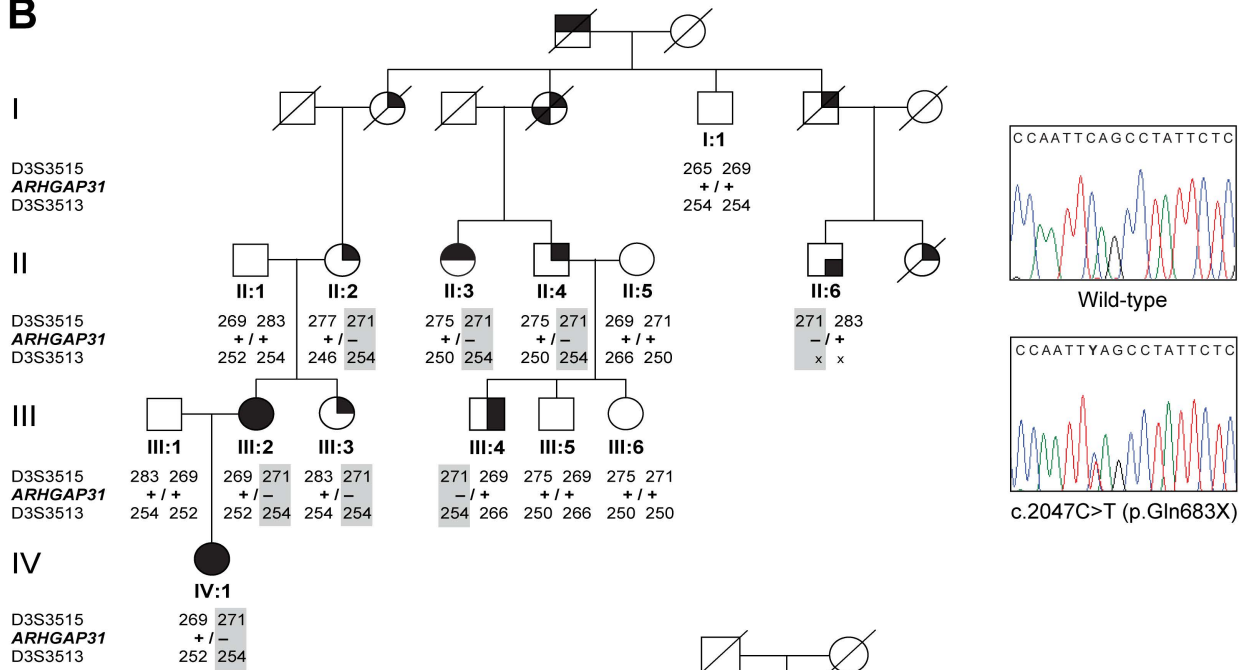 B
I
I:1
D3S3515 265 269
ARHGAP31 + / +
D3S3513 254 254
CCAATTCAGCCTATTCTC
Wild-type
II
II:1 II:2 II:3 II:4 II:5 II:6
D3S3515 269 283 277 271 275 271 275 271 269 271 271 283
ARHGAP31 + / + + / – + / – + / – + / + – / +
D3S3513 252 254 246 254 250 254 250 254 266 250 x x
CCAATTYAGCCTATTCTC
c.2047C>T (p.Gln683X)
III
III:1 III:2 III:3 III:4 III:5 III:6
D3S3515 283 269 269 271 283 271 271 269 275 269 275 271
ARHGAP31 + / + + / – + / – – / + + / + + / +
D3S3513 254 252 252 254 254 254 254 266 250 266 250 250
IV
IV:1
D3S3515 269 271
ARHGAP31 + / –
D3S3513 252 254